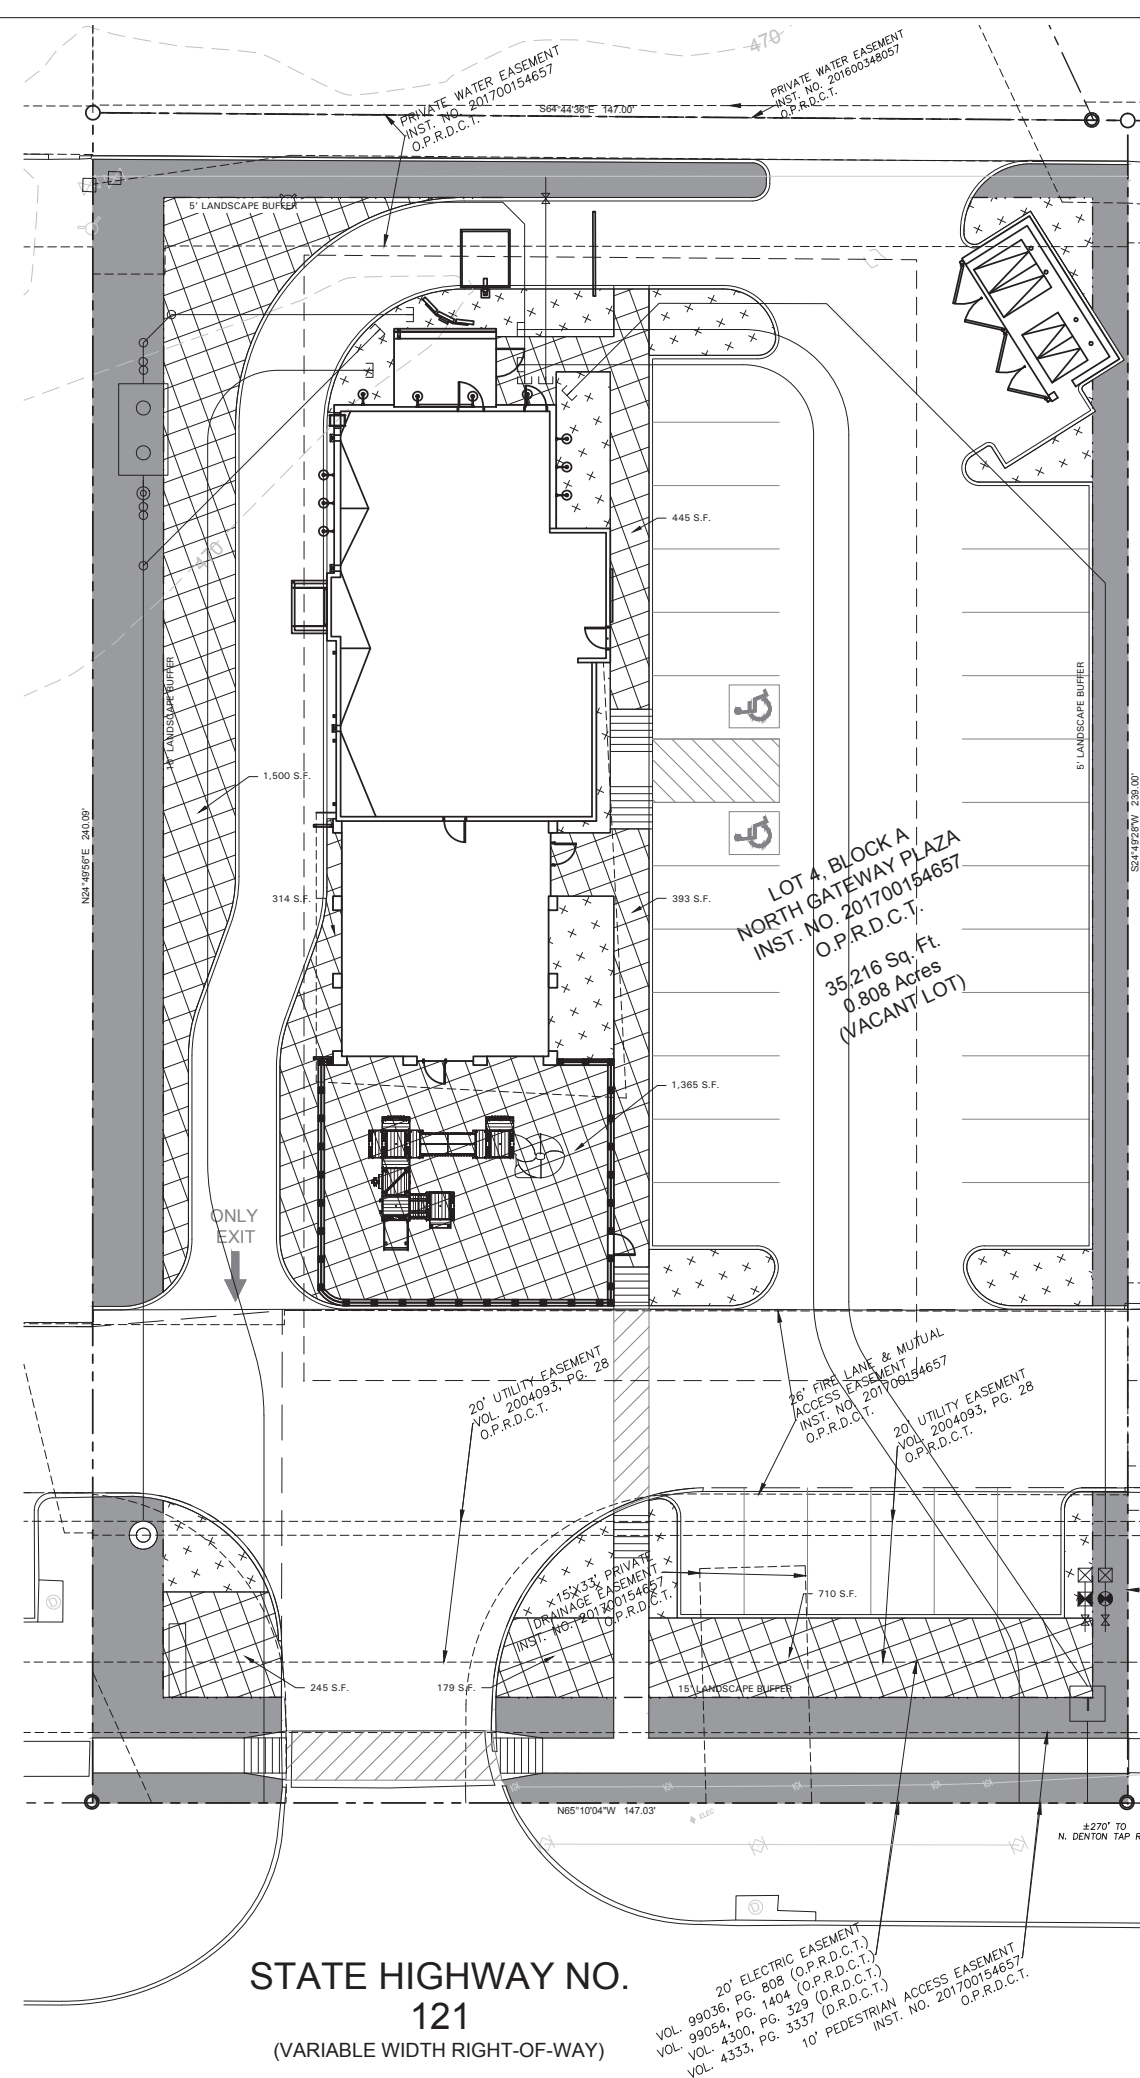 470
PRIVATE WATER EASEMENT
INST. NO. 201700154657
O.P.R.D.C.T.
PRIVATE WATER EASEMENT
INST. NO. 201600348057
O.P.R.D.C.T.
S64°44'36"E 147.00'
5' LANDSCAPE BUFFER
445 S.F.
470
10' LANDSCAPE BUFFER
5' LANDSCAPE BUFFER
1,500 S.F.
N24°49'56"E 240.09'
S24°49'28"W 239.00'
LOT 4, BLOCK A
NORTH GATEWAY PLAZA
INST. NO. 201700154657
O.P.R.D.C.T.
35,216 Sq. Ft.
0.808 Acres
(VACANT LOT)
314 S.F.
393 S.F.
1,365 S.F.
ONLY
EXIT
20' UTILITY EASEMENT
VOL. 2004093, PG. 28
O.P.R.D.C.T.
26' FIRE LANE & MUTUAL
ACCESS EASEMENT
INST. NO. 201700154657
O.P.R.D.C.T.
20' UTILITY EASEMENT
VOL. 2004093, PG. 28
O.P.R.D.C.T.
15'X33' PRIVATE
DRAINAGE EASEMENT
INST. NO. 201700154657
O.P.R.D.C.T.
D
710 S.F.
245 S.F.
179 S.F.
15' LANDSCAPE BUFFER
N65°10'04"W 147.03'
ELEC
±270' TO
N. DENTON TAP R
D
STATE HIGHWAY NO.
121
(VARIABLE WIDTH RIGHT-OF-WAY)
20' ELECTRIC EASEMENT
VOL. 99036, PG. 808 (O.P.R.D.C.T.)
VOL. 99054, PG. 1404 (O.P.R.D.C.T.)
VOL. 4300, PG. 329 (D.R.D.C.T.)
VOL. 4333, PG. 3337 (D.R.D.C.T.)
10' PEDESTRIAN ACCESS EASEMENT
INST. NO. 201700154657
O.P.R.D.C.T.